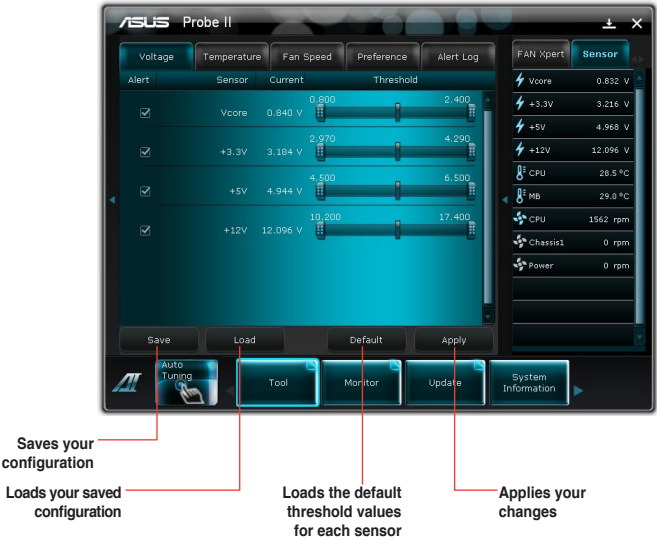 ASUS Probe II
Voltage Temperature Fan Speed Preference Alert Log
Alert Sensor Current Threshold
Vcore 0.840 V 0.800 2.400
+3.3V 3.184 V 2.970 4.290
+5V 4.944 V 4.500 6.500
+12V 12.096 V 10.200 17.400
Save Load Default Apply
FAN Xpert Sensor
Vcore 0.832 V
+3.3V 3.216 V
+5V 4.968 V
+12V 12.096 V
CPU 28.5 °C
MB 29.0 °C
CPU 1562 rpm
Chassis1 0 rpm
Power 0 rpm
Auto
Tuning
Tool
Monitor
Update
System
Information
Saves your
configuration
Loads your saved
configuration
Loads the default
threshold values
for each sensor
Applies your
changes